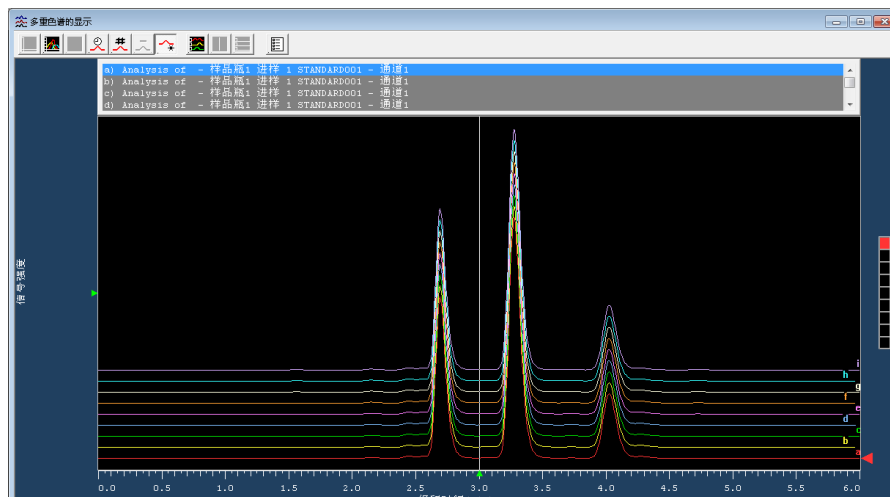 多重色谱的显示
a) Analysis of - 样品瓶1 进样 1 STANDARD001 - 通道1
b) Analysis of - 样品瓶1 进样 1 STANDARD001 - 通道1
c) Analysis of - 样品瓶1 进样 1 STANDARD001 - 通道1
d) Analysis of - 样品瓶1 进样 1 STANDARD001 - 通道1
信号强度
i
h
g
f
e
d
c
b
a
0.0 0.5 1.0 1.5 2.0 2.5 3.0 3.5 4.0 4.5 5.0 5.5 6.0